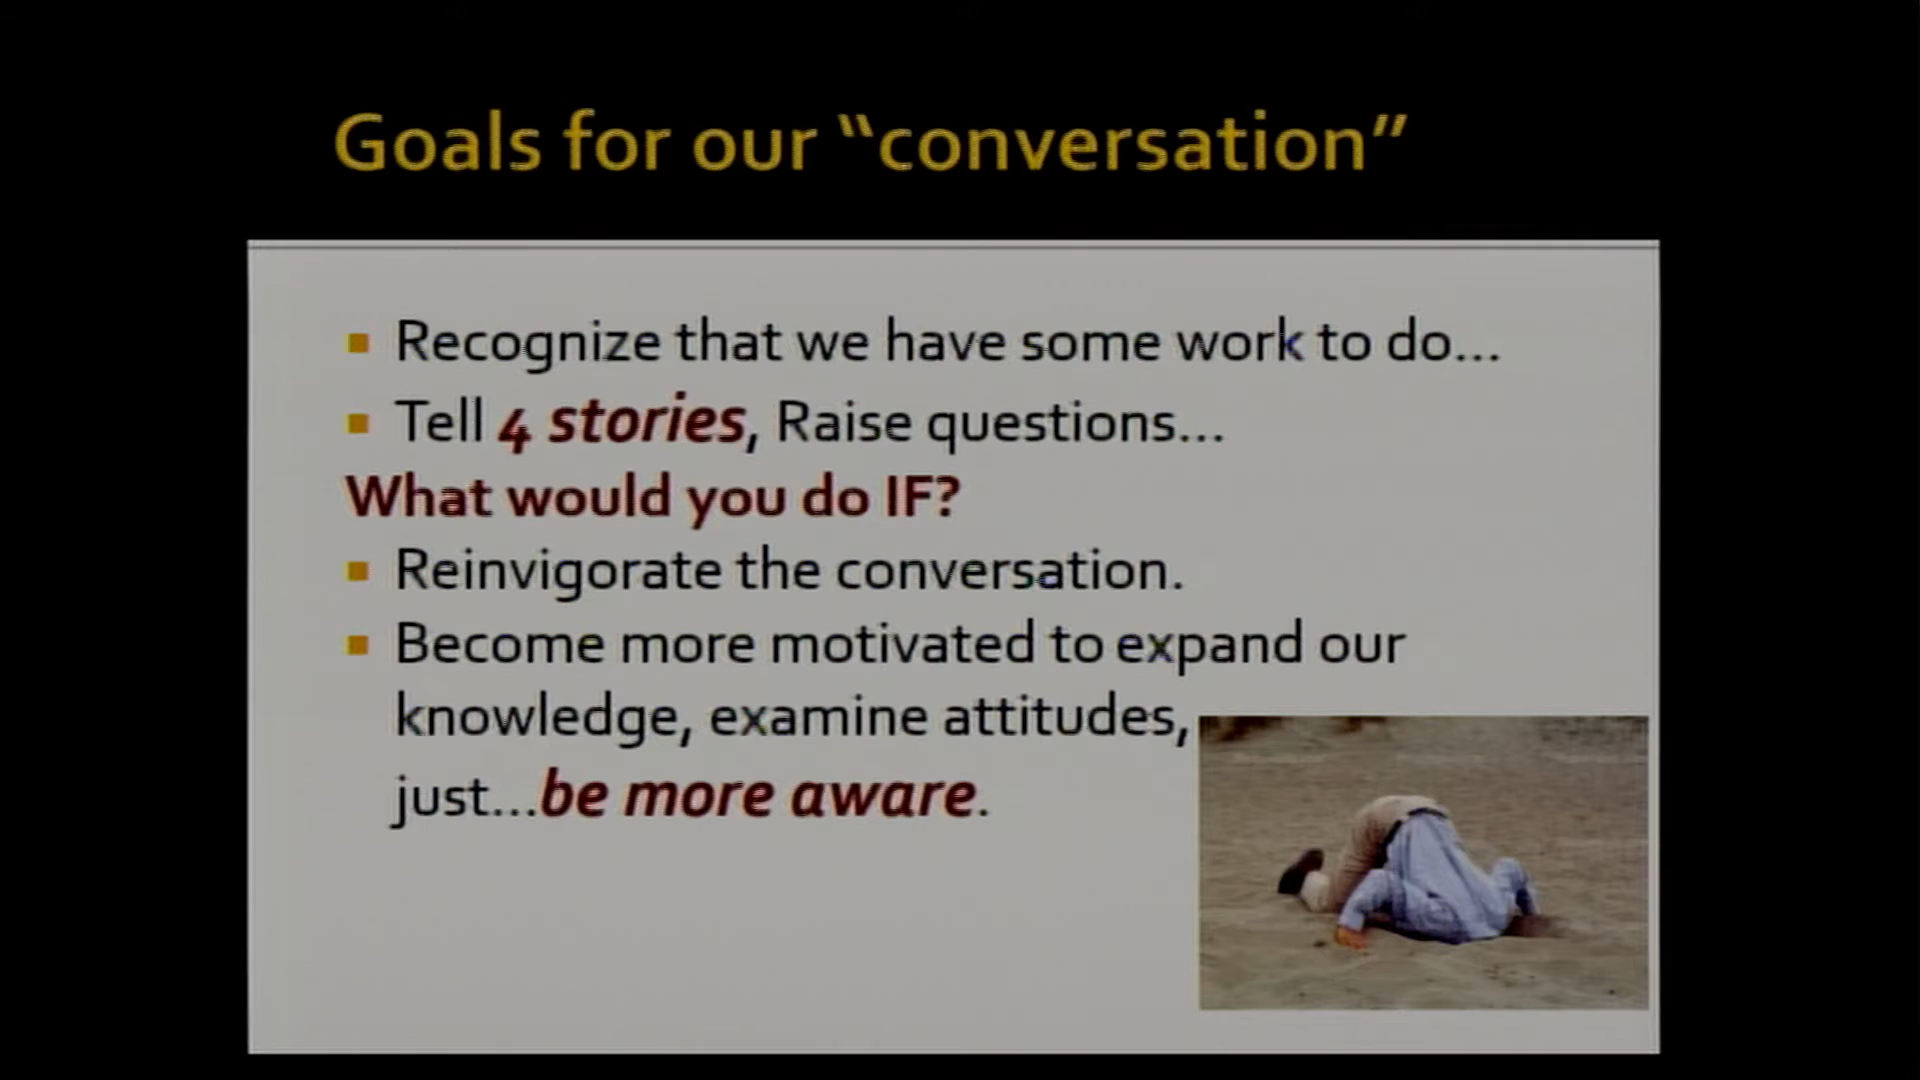 Goals for our “conversation”
Recognize that we have some work to do...
Tell 4 stories, Raise questions...
What would you do IF?
Reinvigorate the conversation.
Become more motivated to expand our
knowledge, examine attitudes,
just...be more aware.